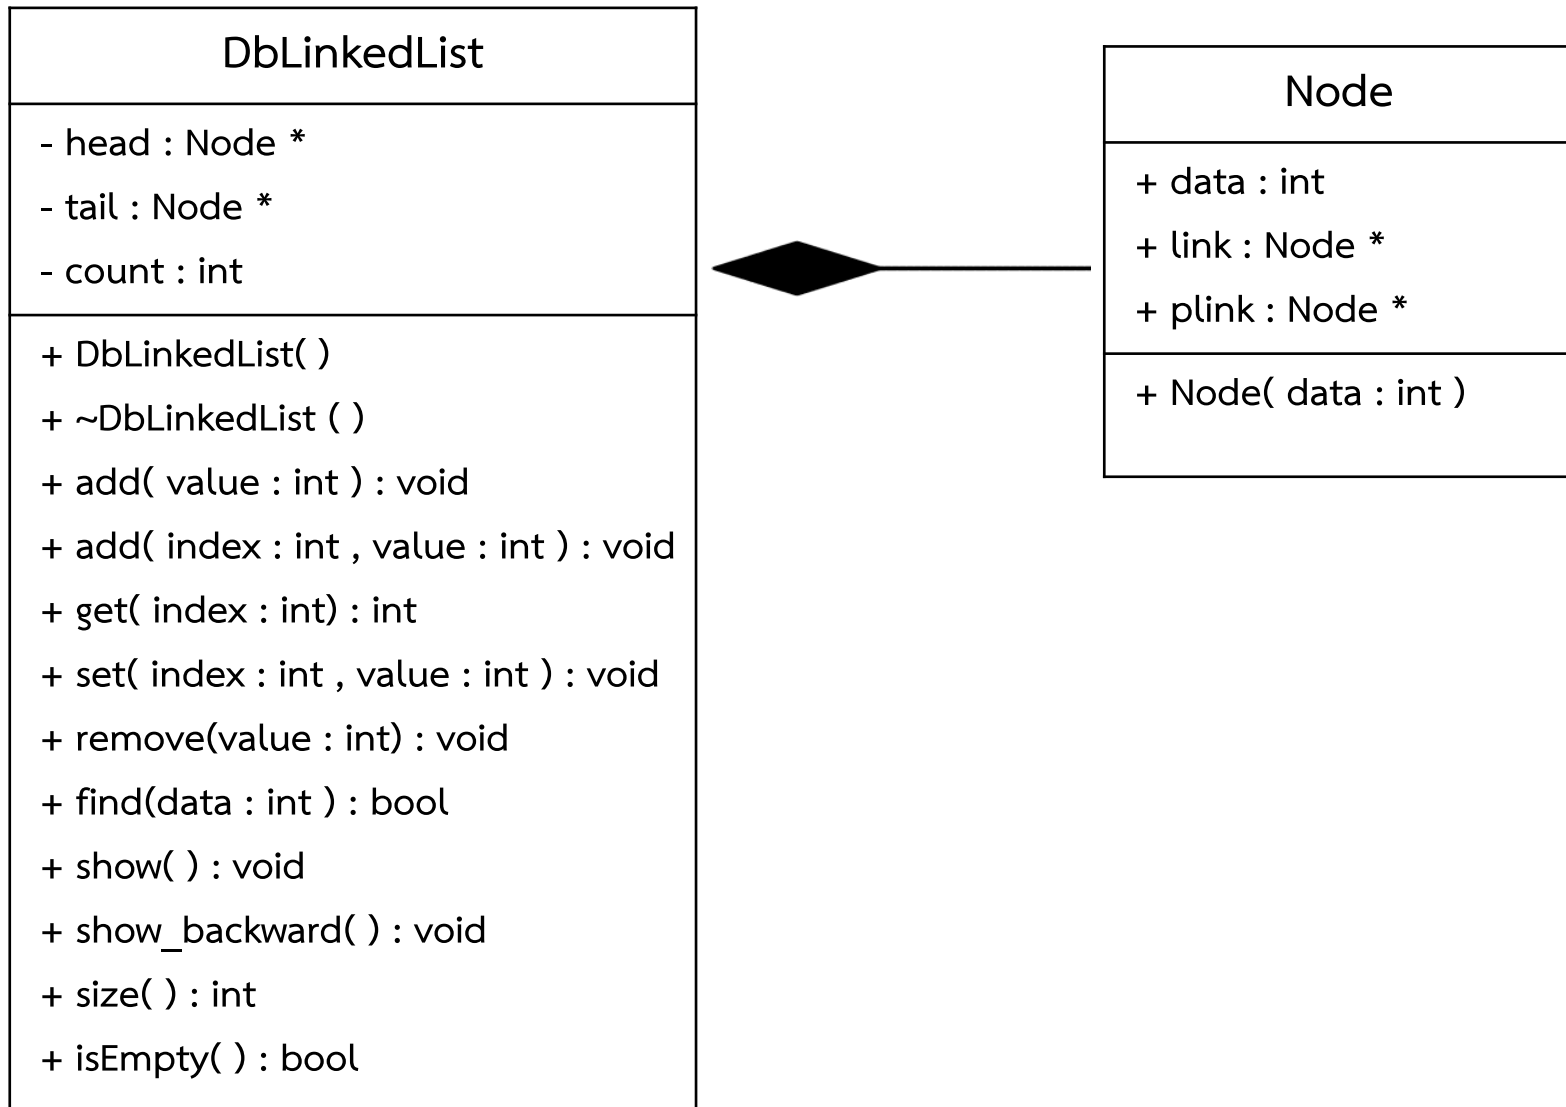 DbLinkedList
- head : Node *
- tail : Node *
- count : int
+ DbLinkedList( )
+ ~DbLinkedList ( )
+ add( value : int ) : void
+ add( index : int , value : int ) : void
+ get( index : int) : int
+ set( index : int , value : int ) : void
+ remove(value : int) : void
+ find(data : int ) : bool
+ show( ) : void
+ show_backward( ) : void
+ size( ) : int
+ isEmpty( ) : bool
Node
+ data : int
+ link : Node *
+ plink : Node *
+ Node( data : int )